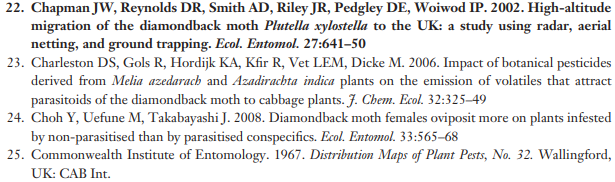 22. Chapman JW, Reynolds DR, Smith AD, Riley JR, Pedgley DE, Woiwod IP. 2002. High-altitude
migration of the diamondback moth Plutella xylostella to the UK: a study using radar, aerial
netting, and ground trapping. Ecol. Entomol. 27:641–50
23. Charleston DS, Gols R, Hordijk KA, Kfir R, Vet LEM, Dicke M. 2006. Impact of botanical pesticides
derived from Melia azedarach and Azadirachta indica plants on the emission of volatiles that attract
parasitoids of the diamondback moth to cabbage plants. J. Chem. Ecol. 32:325–49
24. Choh Y, Uefune M, Takabayashi J. 2008. Diamondback moth females oviposit more on plants infested
by non-parasitised than by parasitised conspecifics. Ecol. Entomol. 33:565–68
25. Commonwealth Institute of Entomology. 1967. Distribution Maps of Plant Pests, No. 32. Wallingford,
UK: CAB Int.